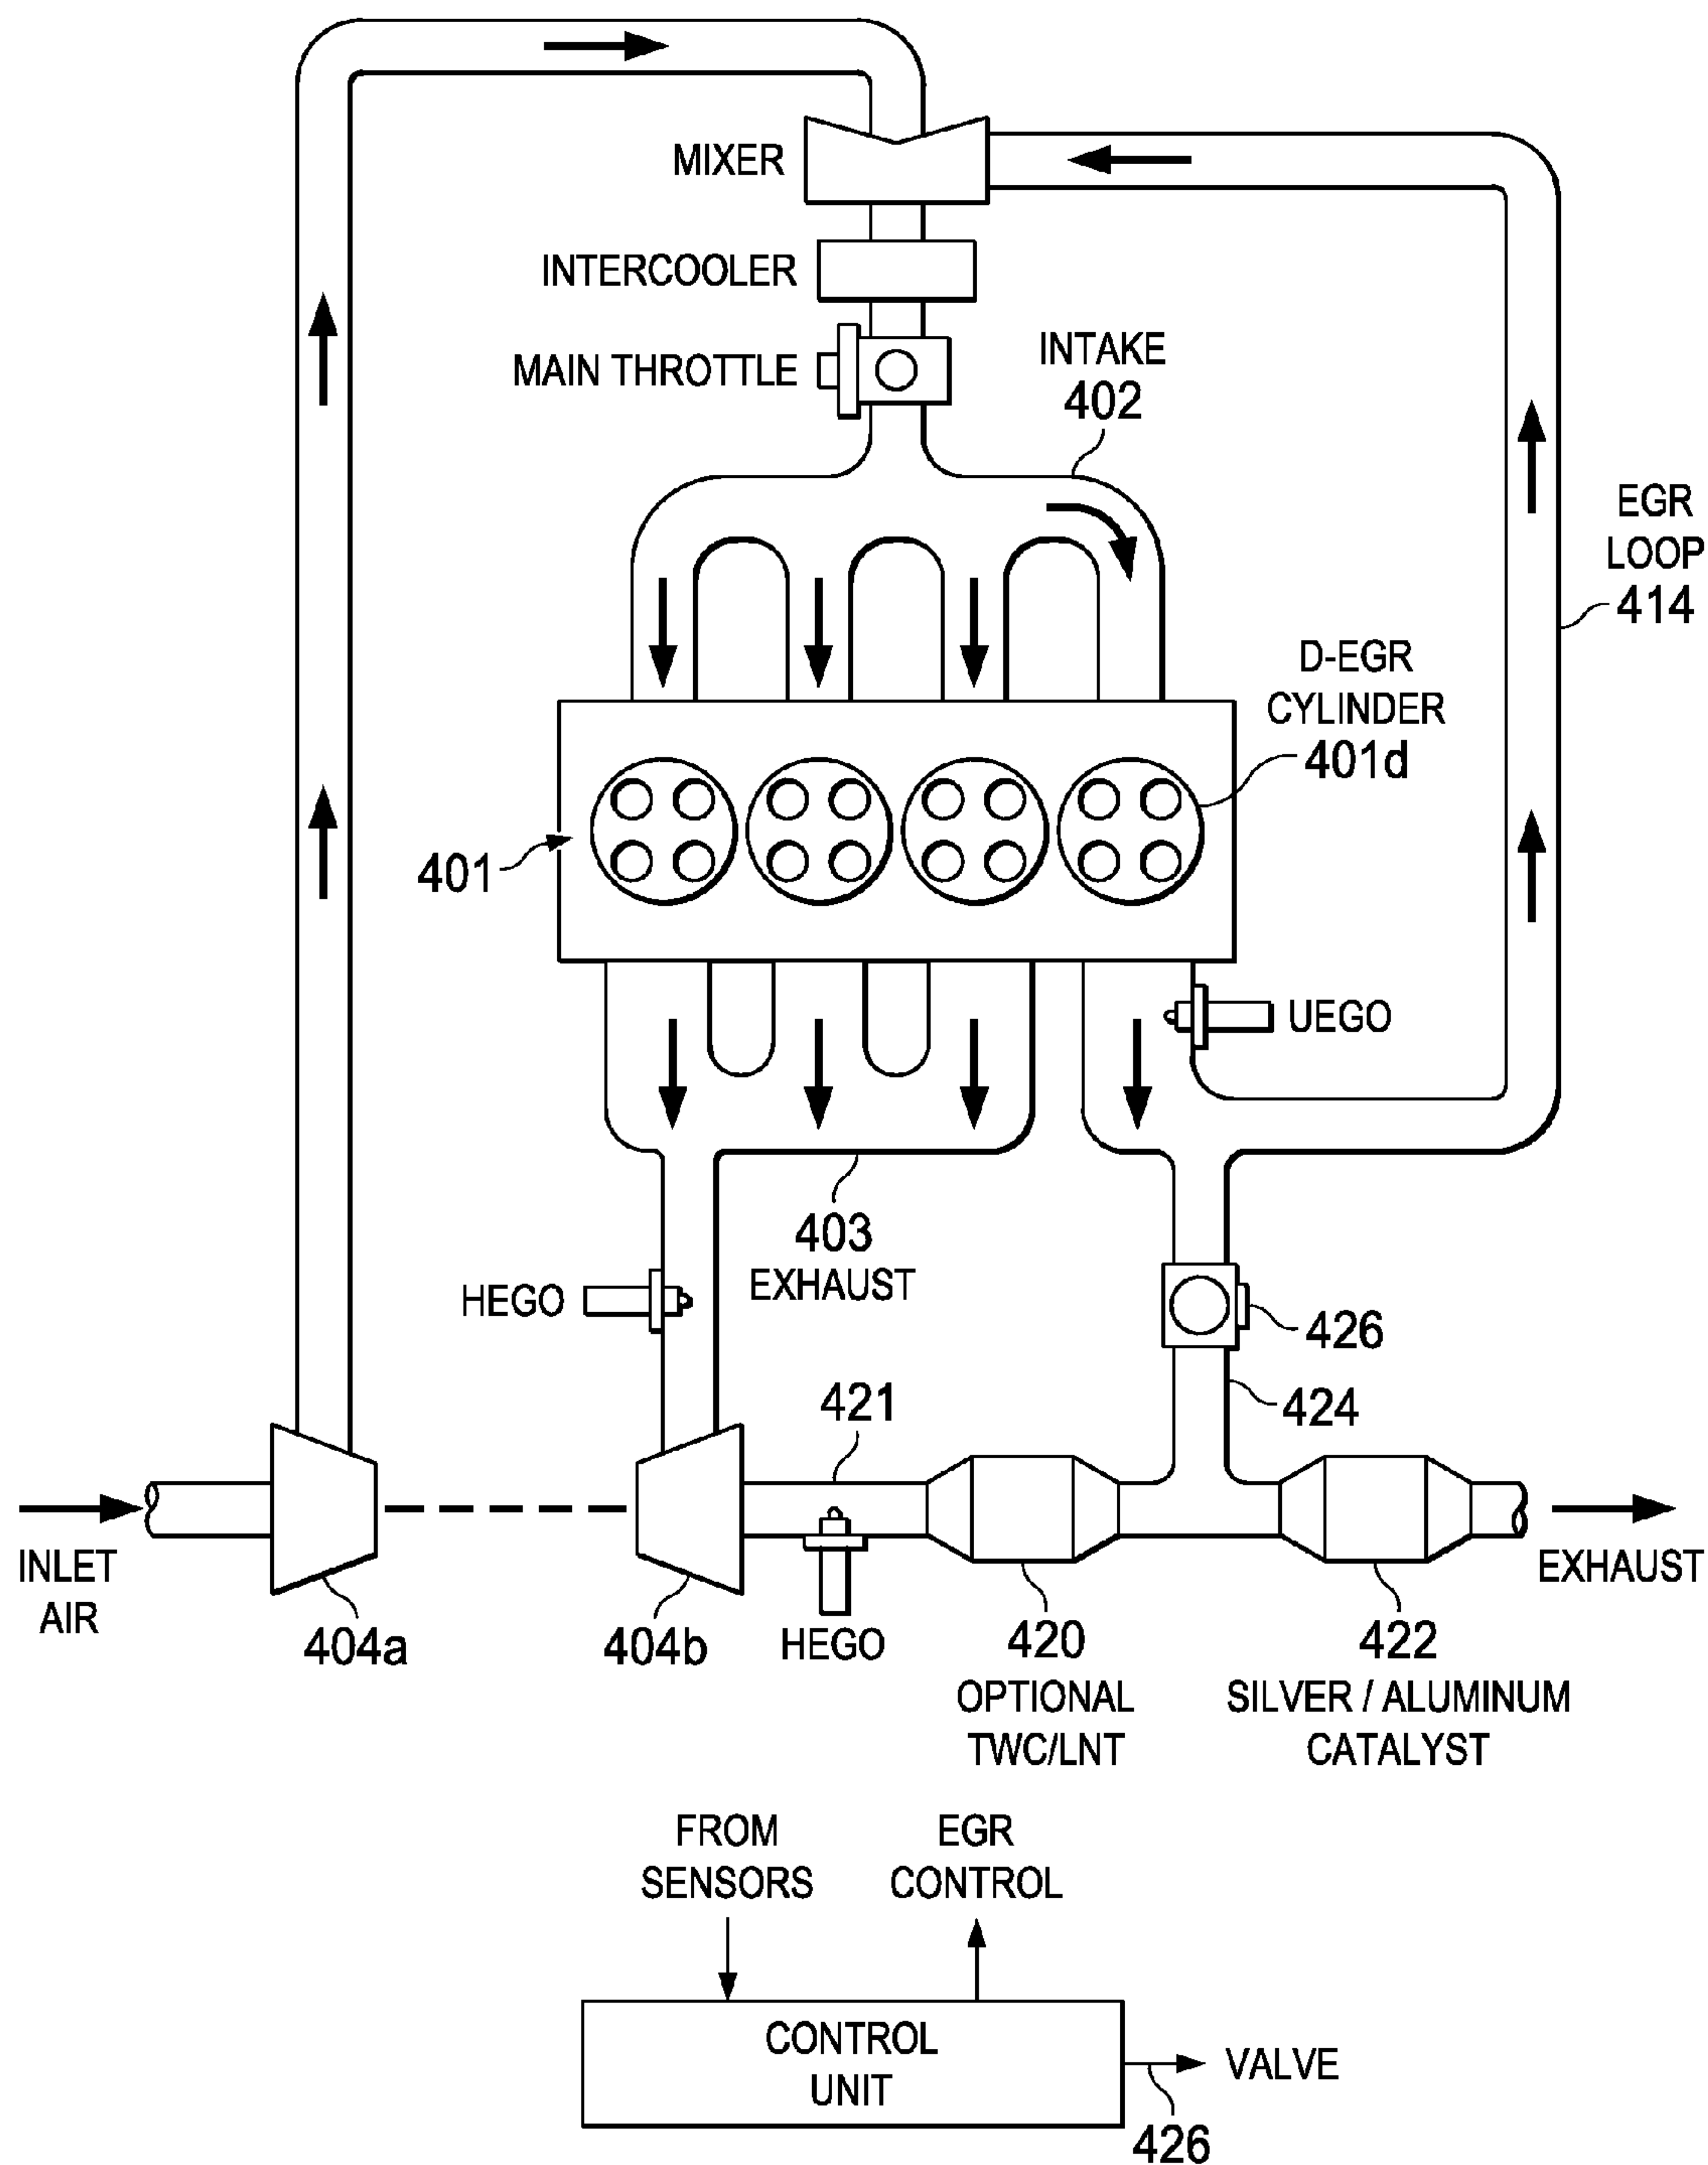 MIXER
INTERCOOLER
MAIN THROTTLE
INTAKE
402
EGR
LOOP
414
D-EGR
CYLINDER
401d
401
UEGO
403
EXHAUST
HEGO
426
421
424
INLET
AIR
404a
404b
HEGO
420
OPTIONAL
TWC/LNT
422
SILVER / ALUMINUM
CATALYST
EXHAUST
FROM
SENSORS
EGR
CONTROL
CONTROL
UNIT
VALVE
426